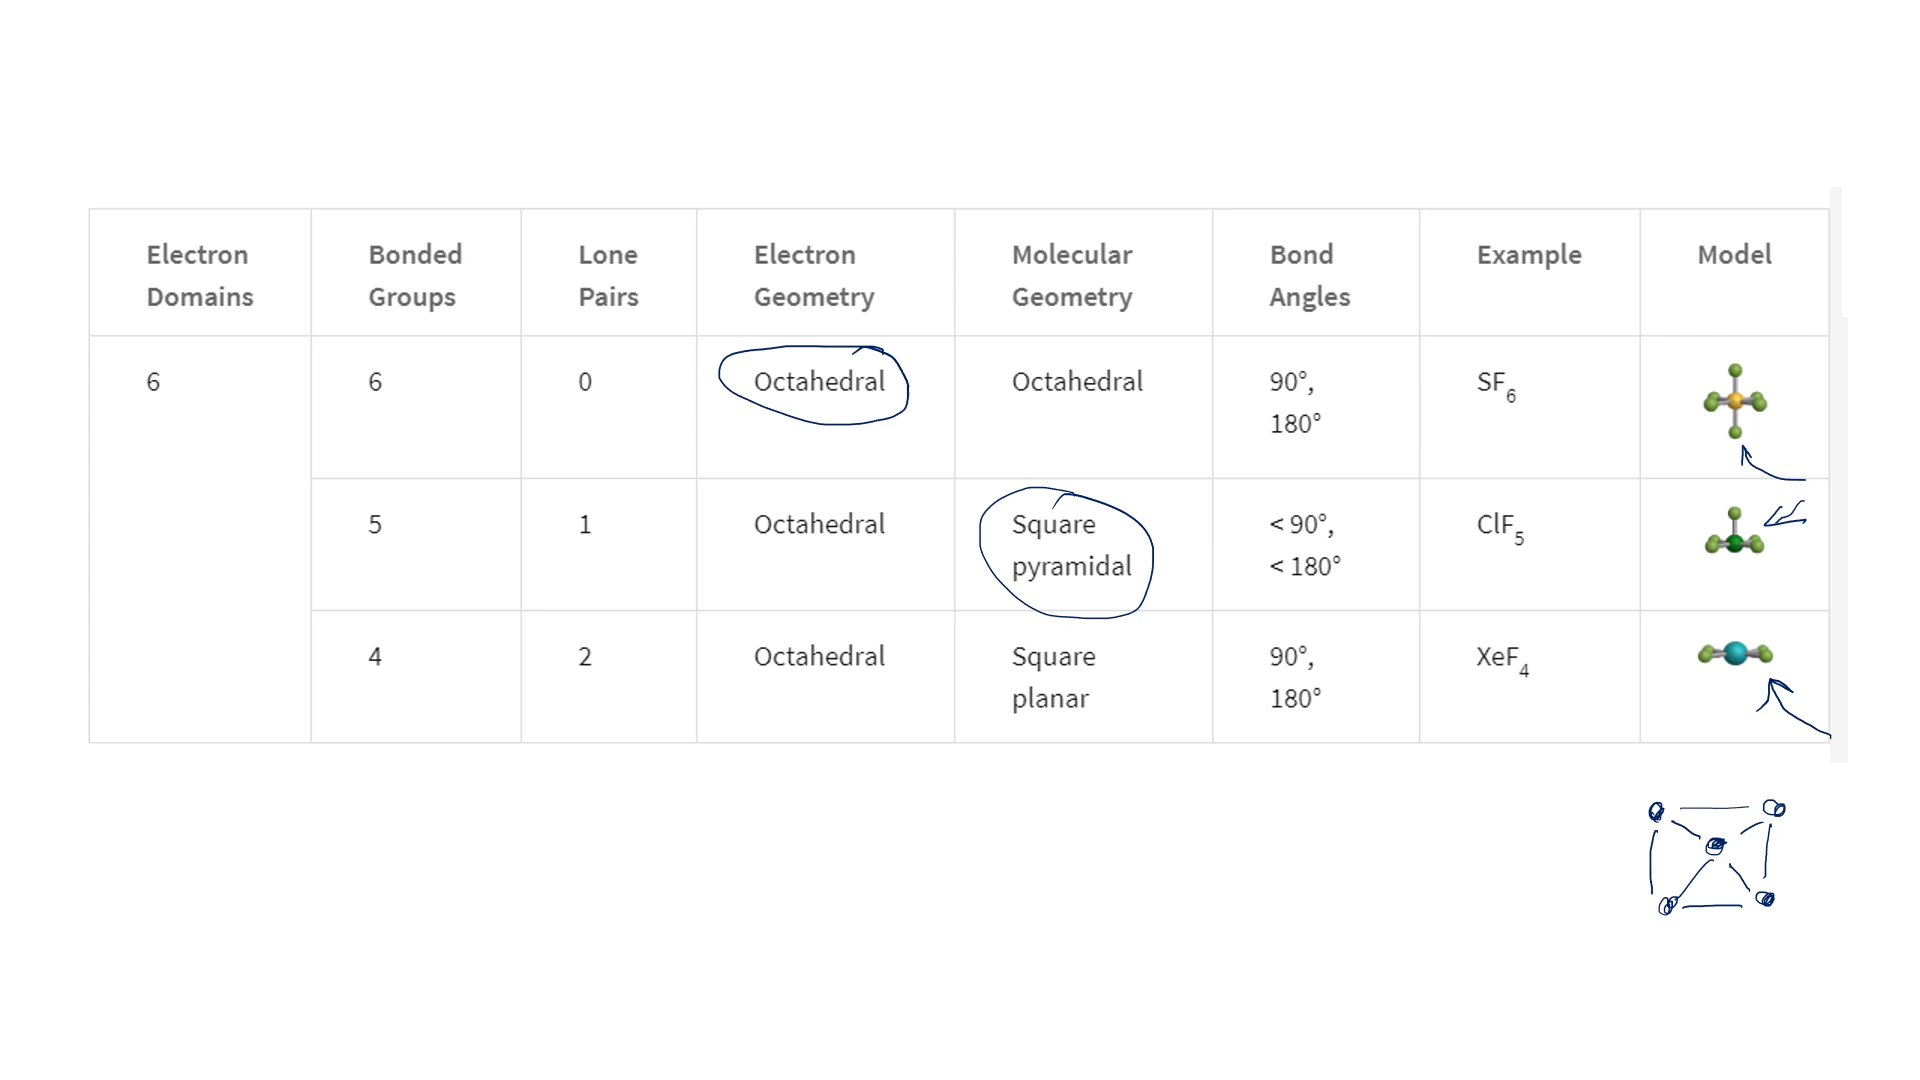 Electron Domains Bonded Groups Lone Pairs Electron Geometry Molecular Geometry Bond Angles Example Model
6 6 0 Octahedral Octahedral 90°, 180° SF₆
5 1 Octahedral Square pyramidal < 90°, < 180° ClF₅
4 2 Octahedral Square planar 90°, 180° XeF₄